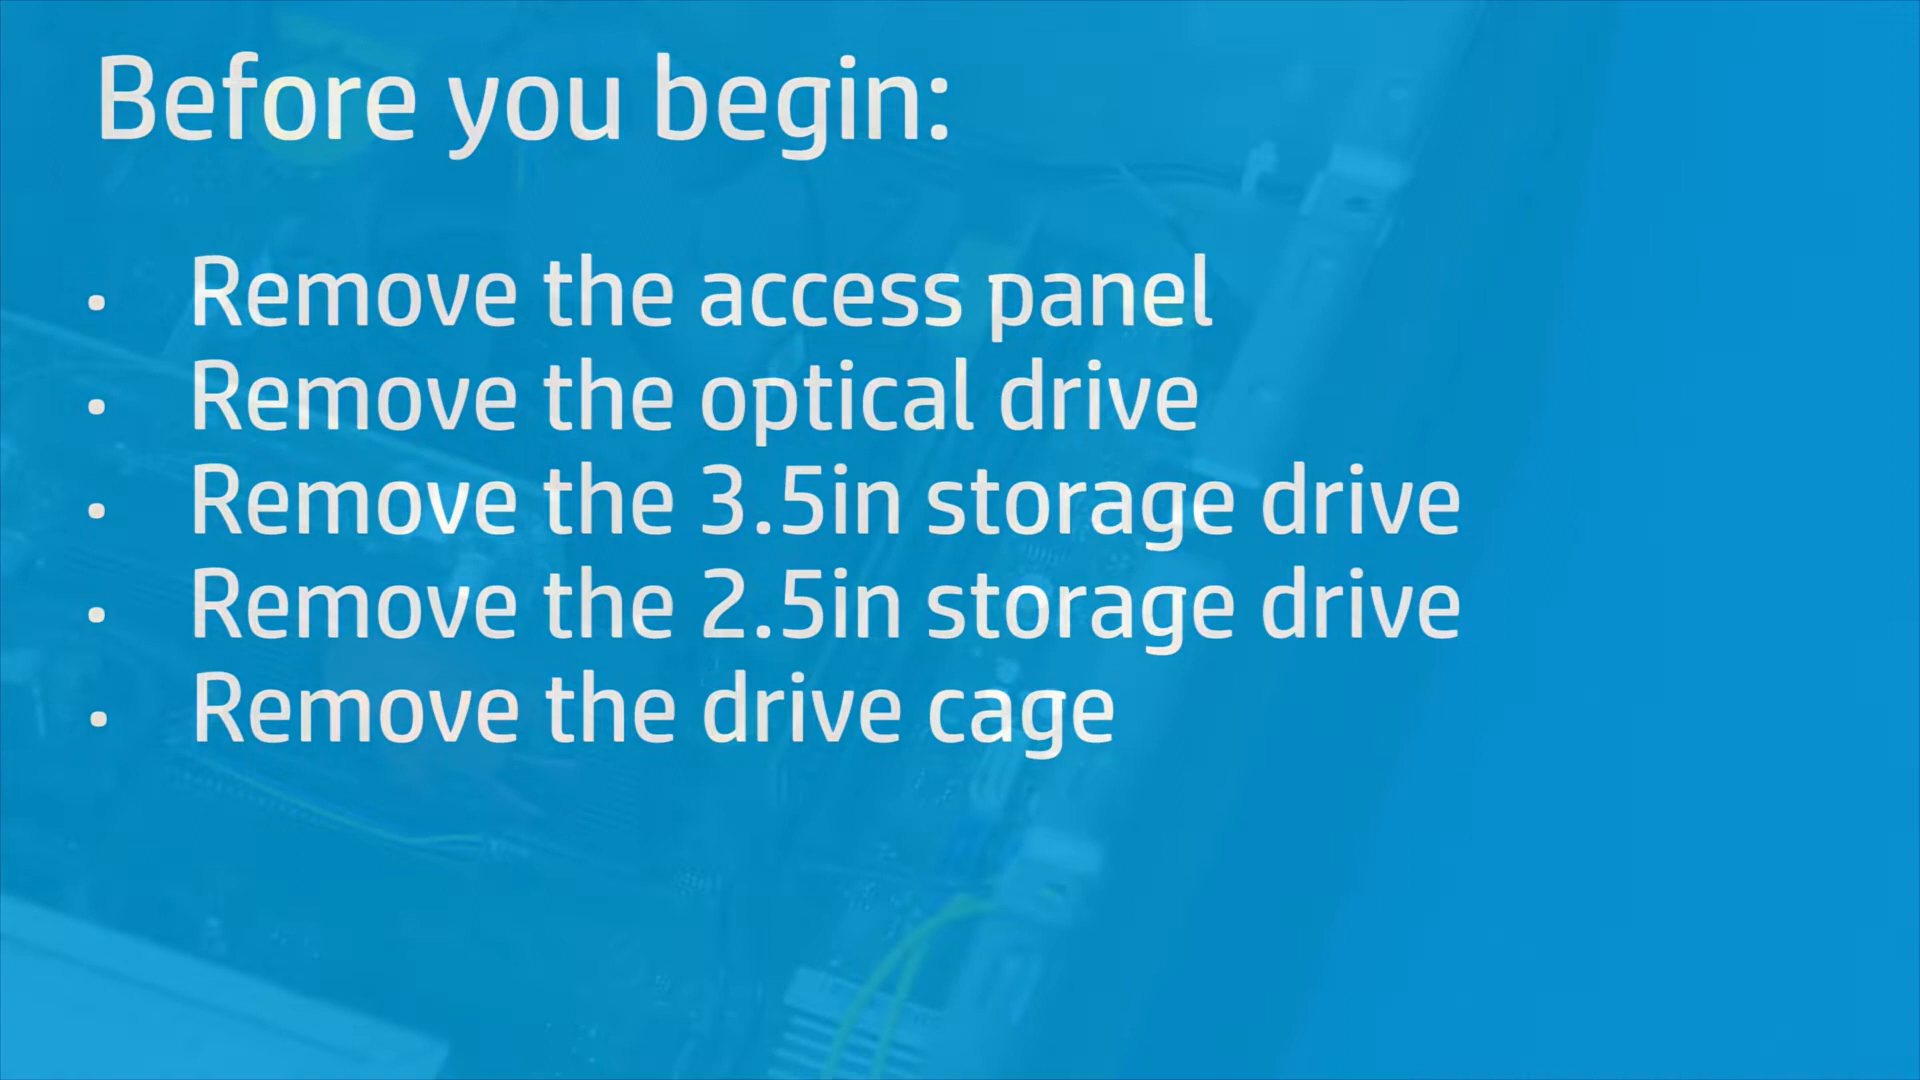 Before you begin:
• Remove the access panel
• Remove the optical drive
• Remove the 3.5in storage drive
• Remove the 2.5in storage drive
• Remove the drive cage